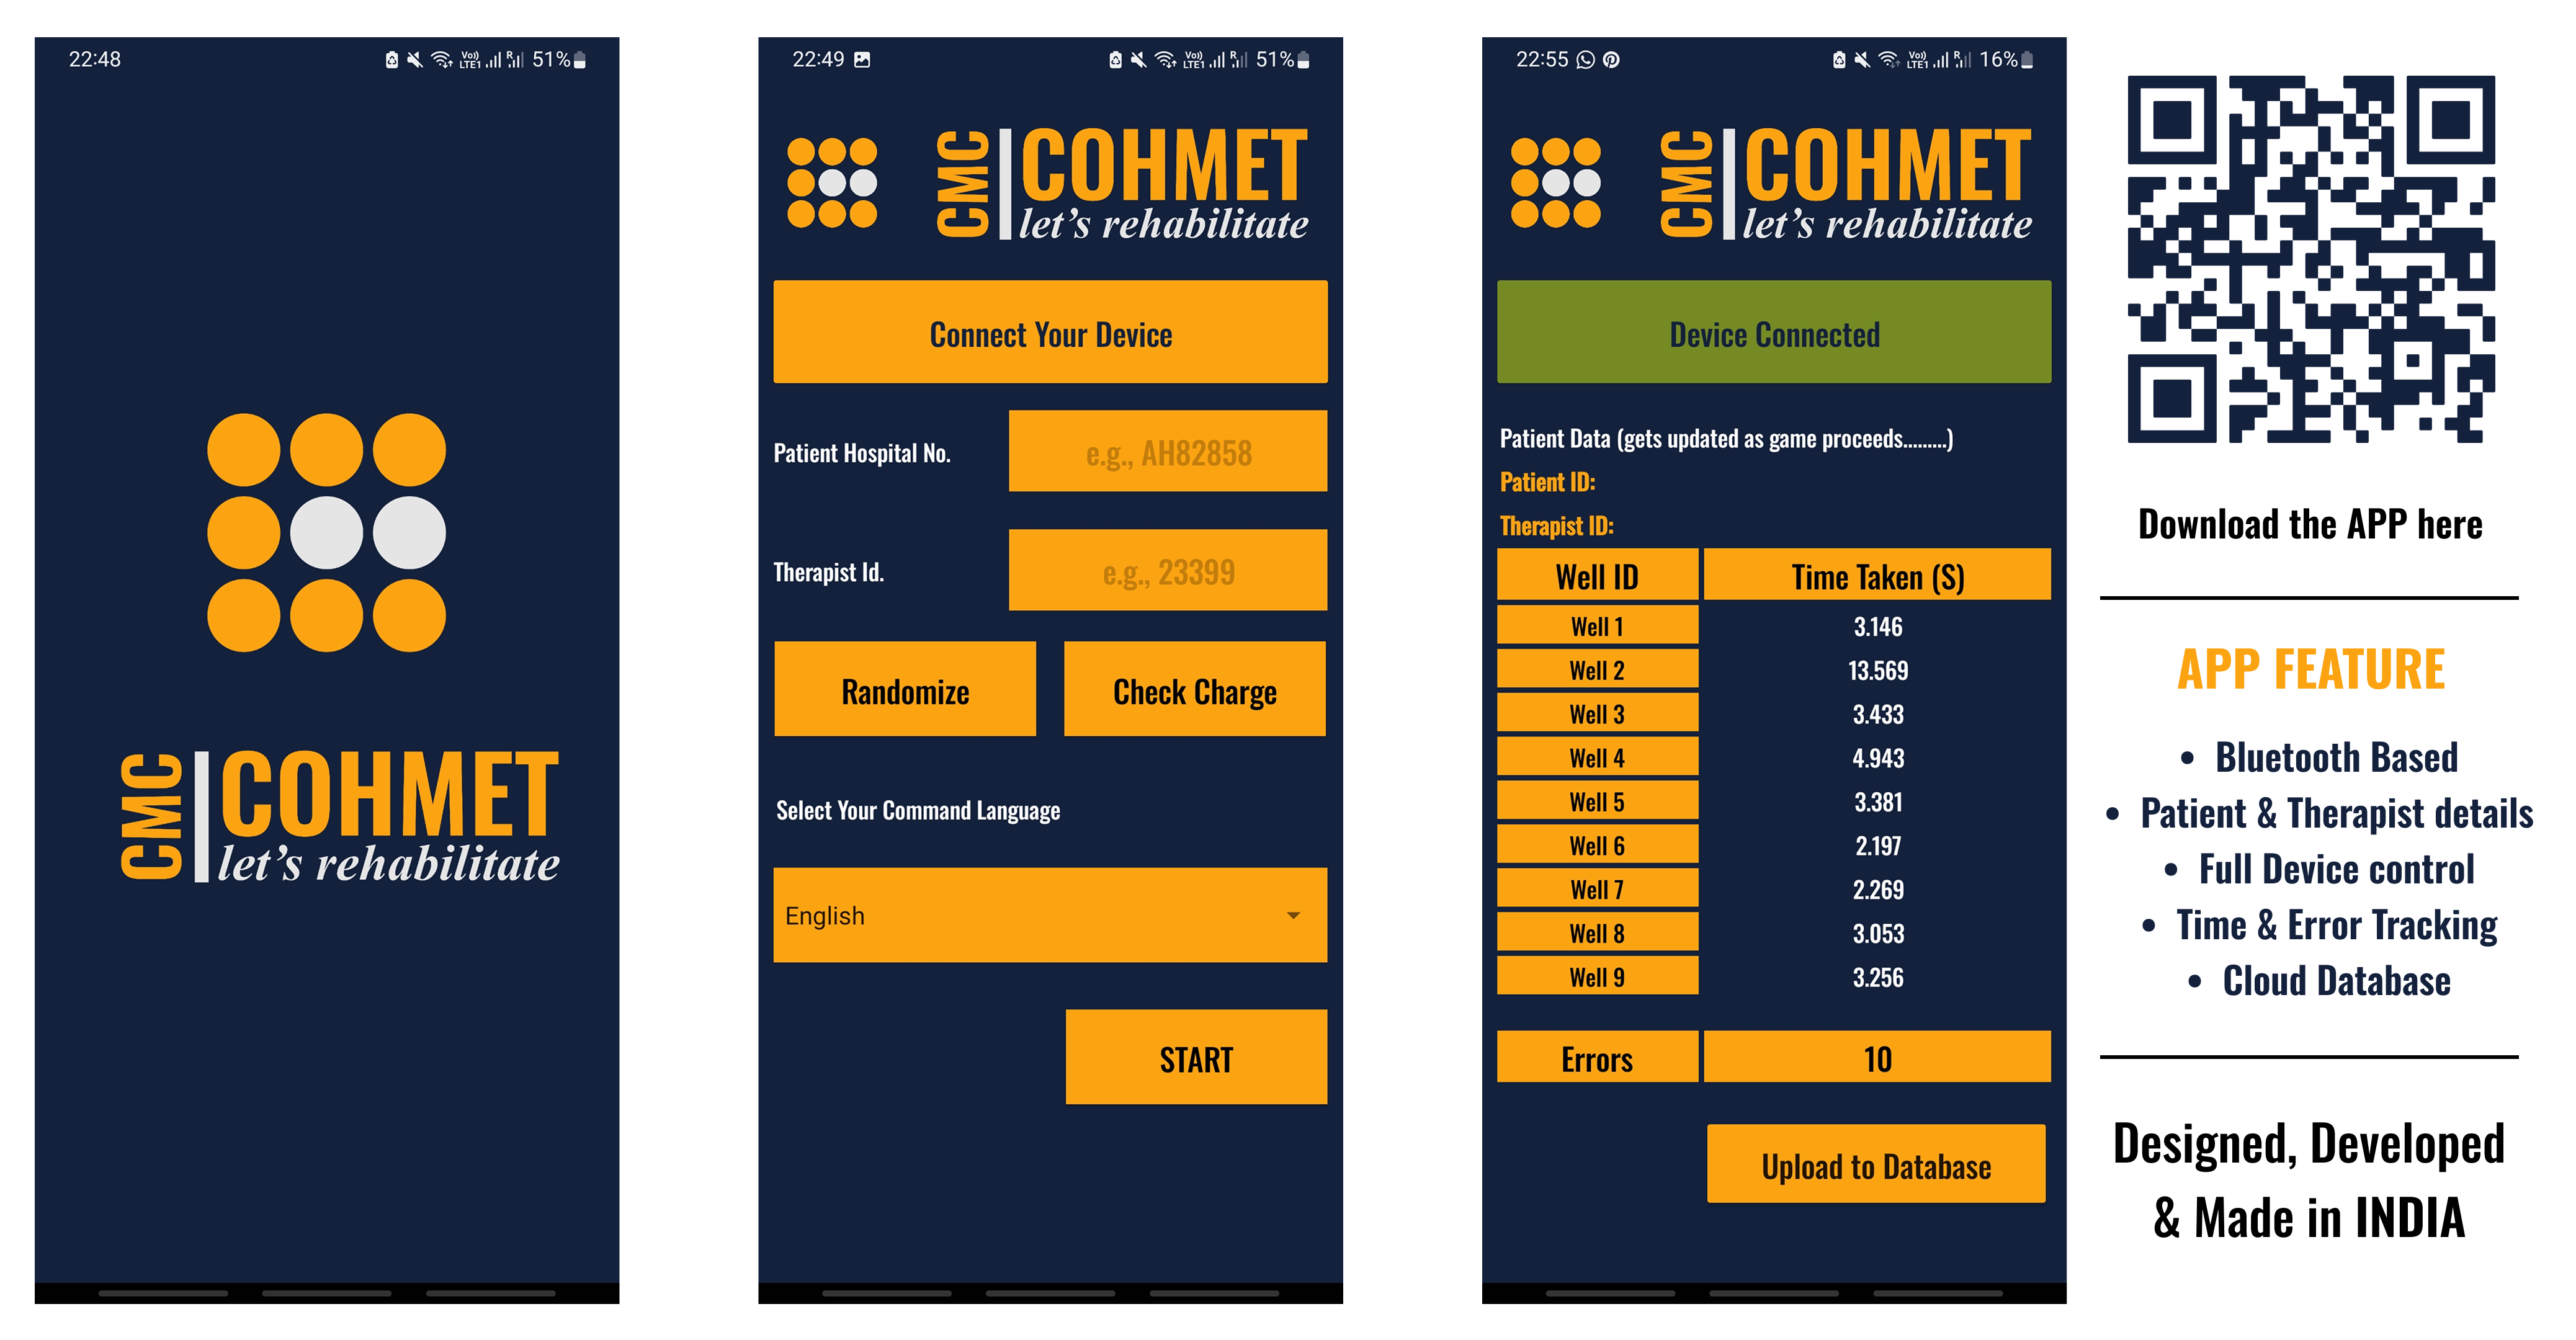 22:48
Vo))
LTE1
R
51%
CMC
COHMET
let's rehabilitate
22:49
Vo))
LTE1
R
51%
CMC
COHMET
let's rehabilitate
Connect Your Device
Patient Hospital No.
e.g., AH82858
Therapist Id.
e.g., 23399
Randomize
Check Charge
Select Your Command Language
English
START
22:55
Vo))
LTE1
R
16%
CMC
COHMET
let's rehabilitate
Device Connected
Patient Data (gets updated as game proceeds.........)
Patient ID:
Therapist ID:
Well ID Time Taken (S)
Well 1 3.146
Well 2 13.569
Well 3 3.433
Well 4 4.943
Well 5 3.381
Well 6 2.197
Well 7 2.269
Well 8 3.053
Well 9 3.256
Errors 10
Upload to Database
Download the APP here
APP FEATURE
• Bluetooth Based
• Patient & Therapist details
• Full Device control
• Time & Error Tracking
• Cloud Database
Designed, Developed
& Made in INDIA